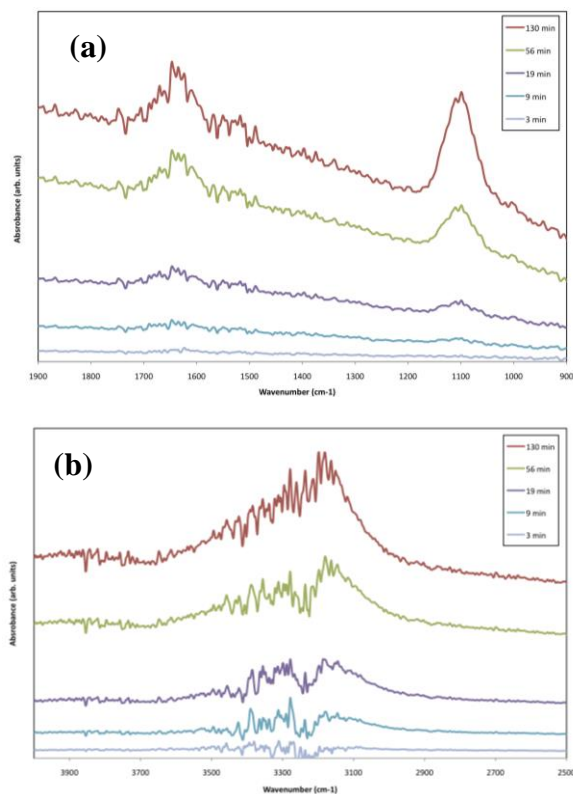 (a)
130 min
56 min
19 min
9 min
3 min
Absrobance (arb. units)
1900 1800 1700 1600 1500 1400 1300 1200 1100 1000 900
Wavenumber (cm-1)
(b)
130 min
56 min
19 min
9 min
3 min
Absrobance (arb. units)
3900 3700 3500 3300 3100 2900 2700 2500
Wavenumber (cm-1)